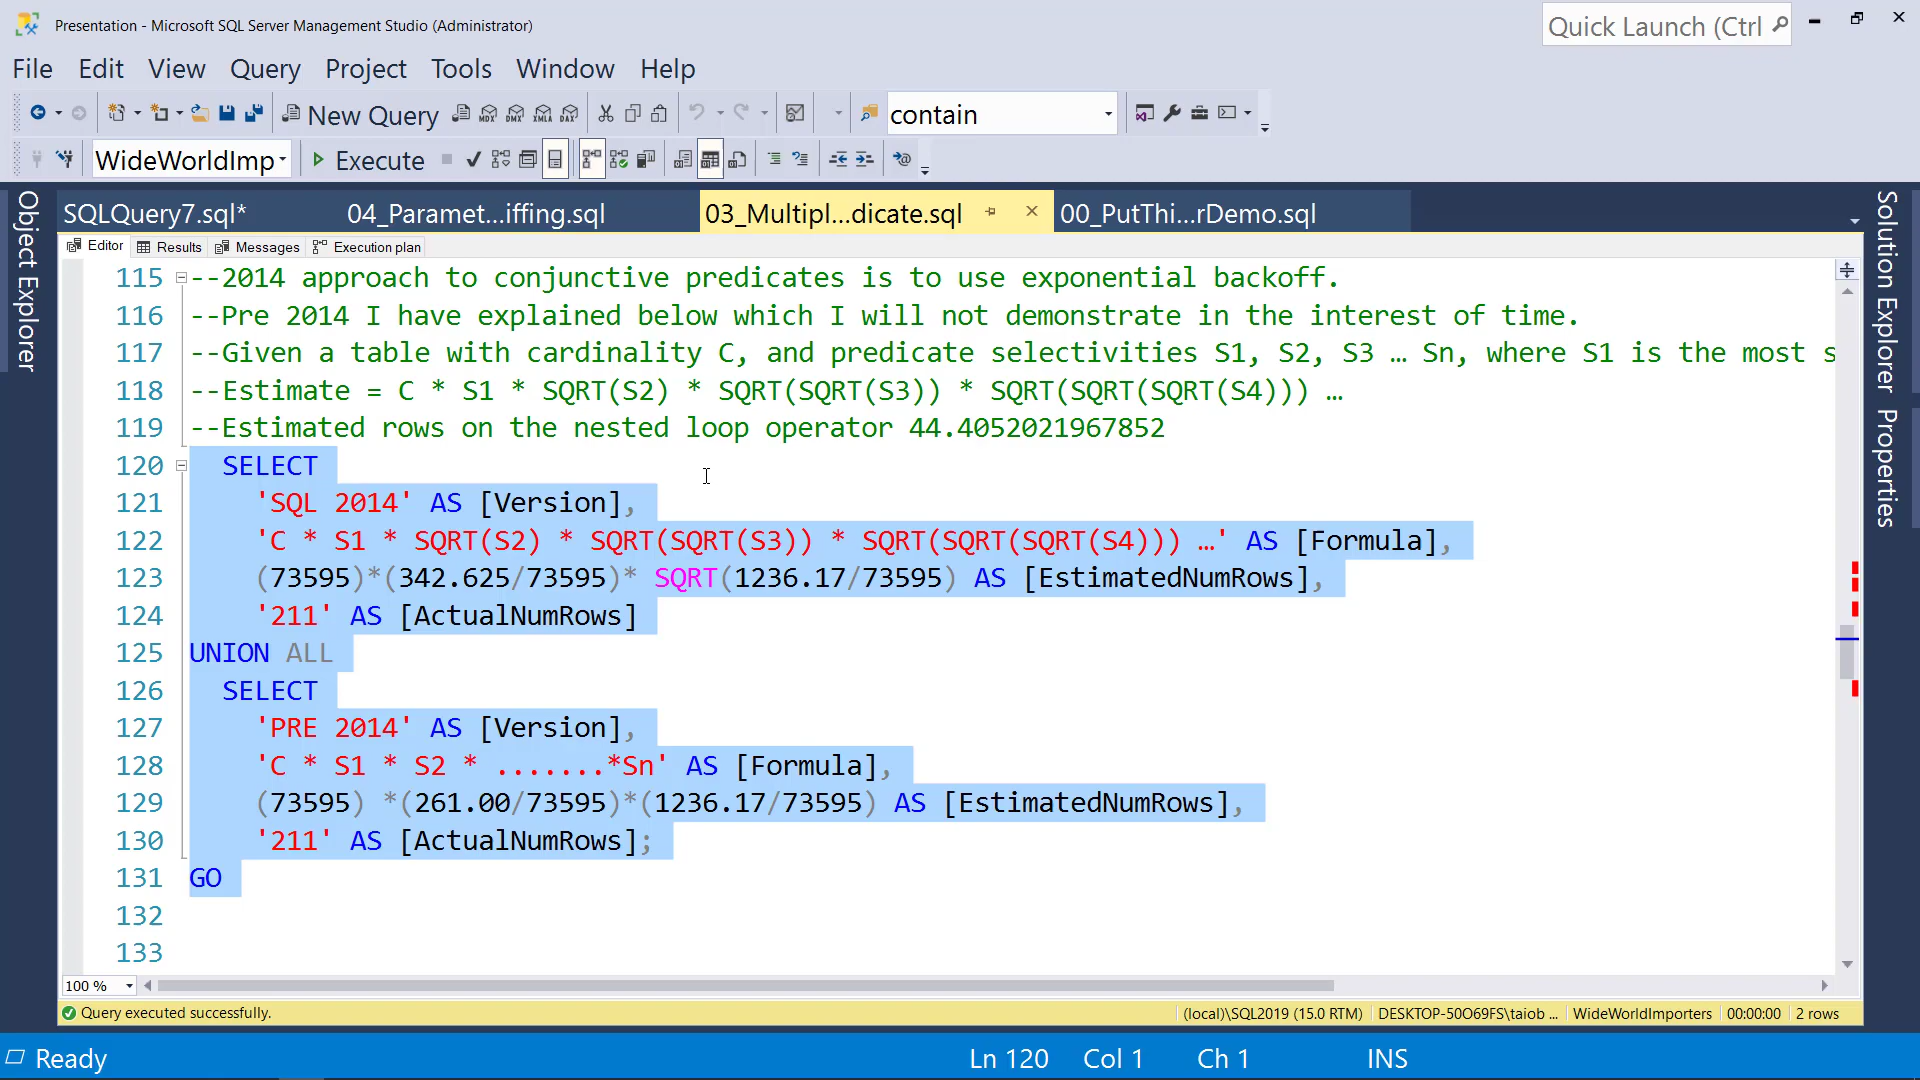 Presentation - Microsoft SQL Server Management Studio (Administrator)
Quick Launch (Ctrl
File Edit View Query Project Tools Window Help
New Query
MDX DMX XMLA DAX
contain
WideWorldImp
Execute
Object Explorer
SQLQuery7.sql*
04_Paramet...iffing.sql
03_Multipl...dicate.sql
00_PutThi...rDemo.sql
Solution Explorer
Properties
Editor Results Messages Execution plan
115 --2014 approach to conjunctive predicates is to use exponential backoff.
116 --Pre 2014 I have explained below which I will not demonstrate in the interest of time.
117 --Given a table with cardinality C, and predicate selectivities S1, S2, S3 … Sn, where S1 is the most s
118 --Estimate = C * S1 * SQRT(S2) * SQRT(SQRT(S3)) * SQRT(SQRT(SQRT(S4))) …
119 --Estimated rows on the nested loop operator 44.4052021967852
120 SELECT
121 'SQL 2014' AS [Version],
122 'C * S1 * SQRT(S2) * SQRT(SQRT(S3)) * SQRT(SQRT(SQRT(S4))) …' AS [Formula],
123 (73595)*(342.625/73595)* SQRT(1236.17/73595) AS [EstimatedNumRows],
124 '211' AS [ActualNumRows]
125 UNION ALL
126 SELECT
127 'PRE 2014' AS [Version],
128 'C * S1 * S2 * .......*Sn' AS [Formula],
129 (73595) *(261.00/73595)*(1236.17/73595) AS [EstimatedNumRows],
130 '211' AS [ActualNumRows];
131 GO
132
133
100 %
Query executed successfully.
(local)\SQL2019 (15.0 RTM) DESKTOP-50O69FS\taiob ... WideWorldImporters 00:00:00 2 rows
Ready
Ln 120 Col 1 Ch 1 INS